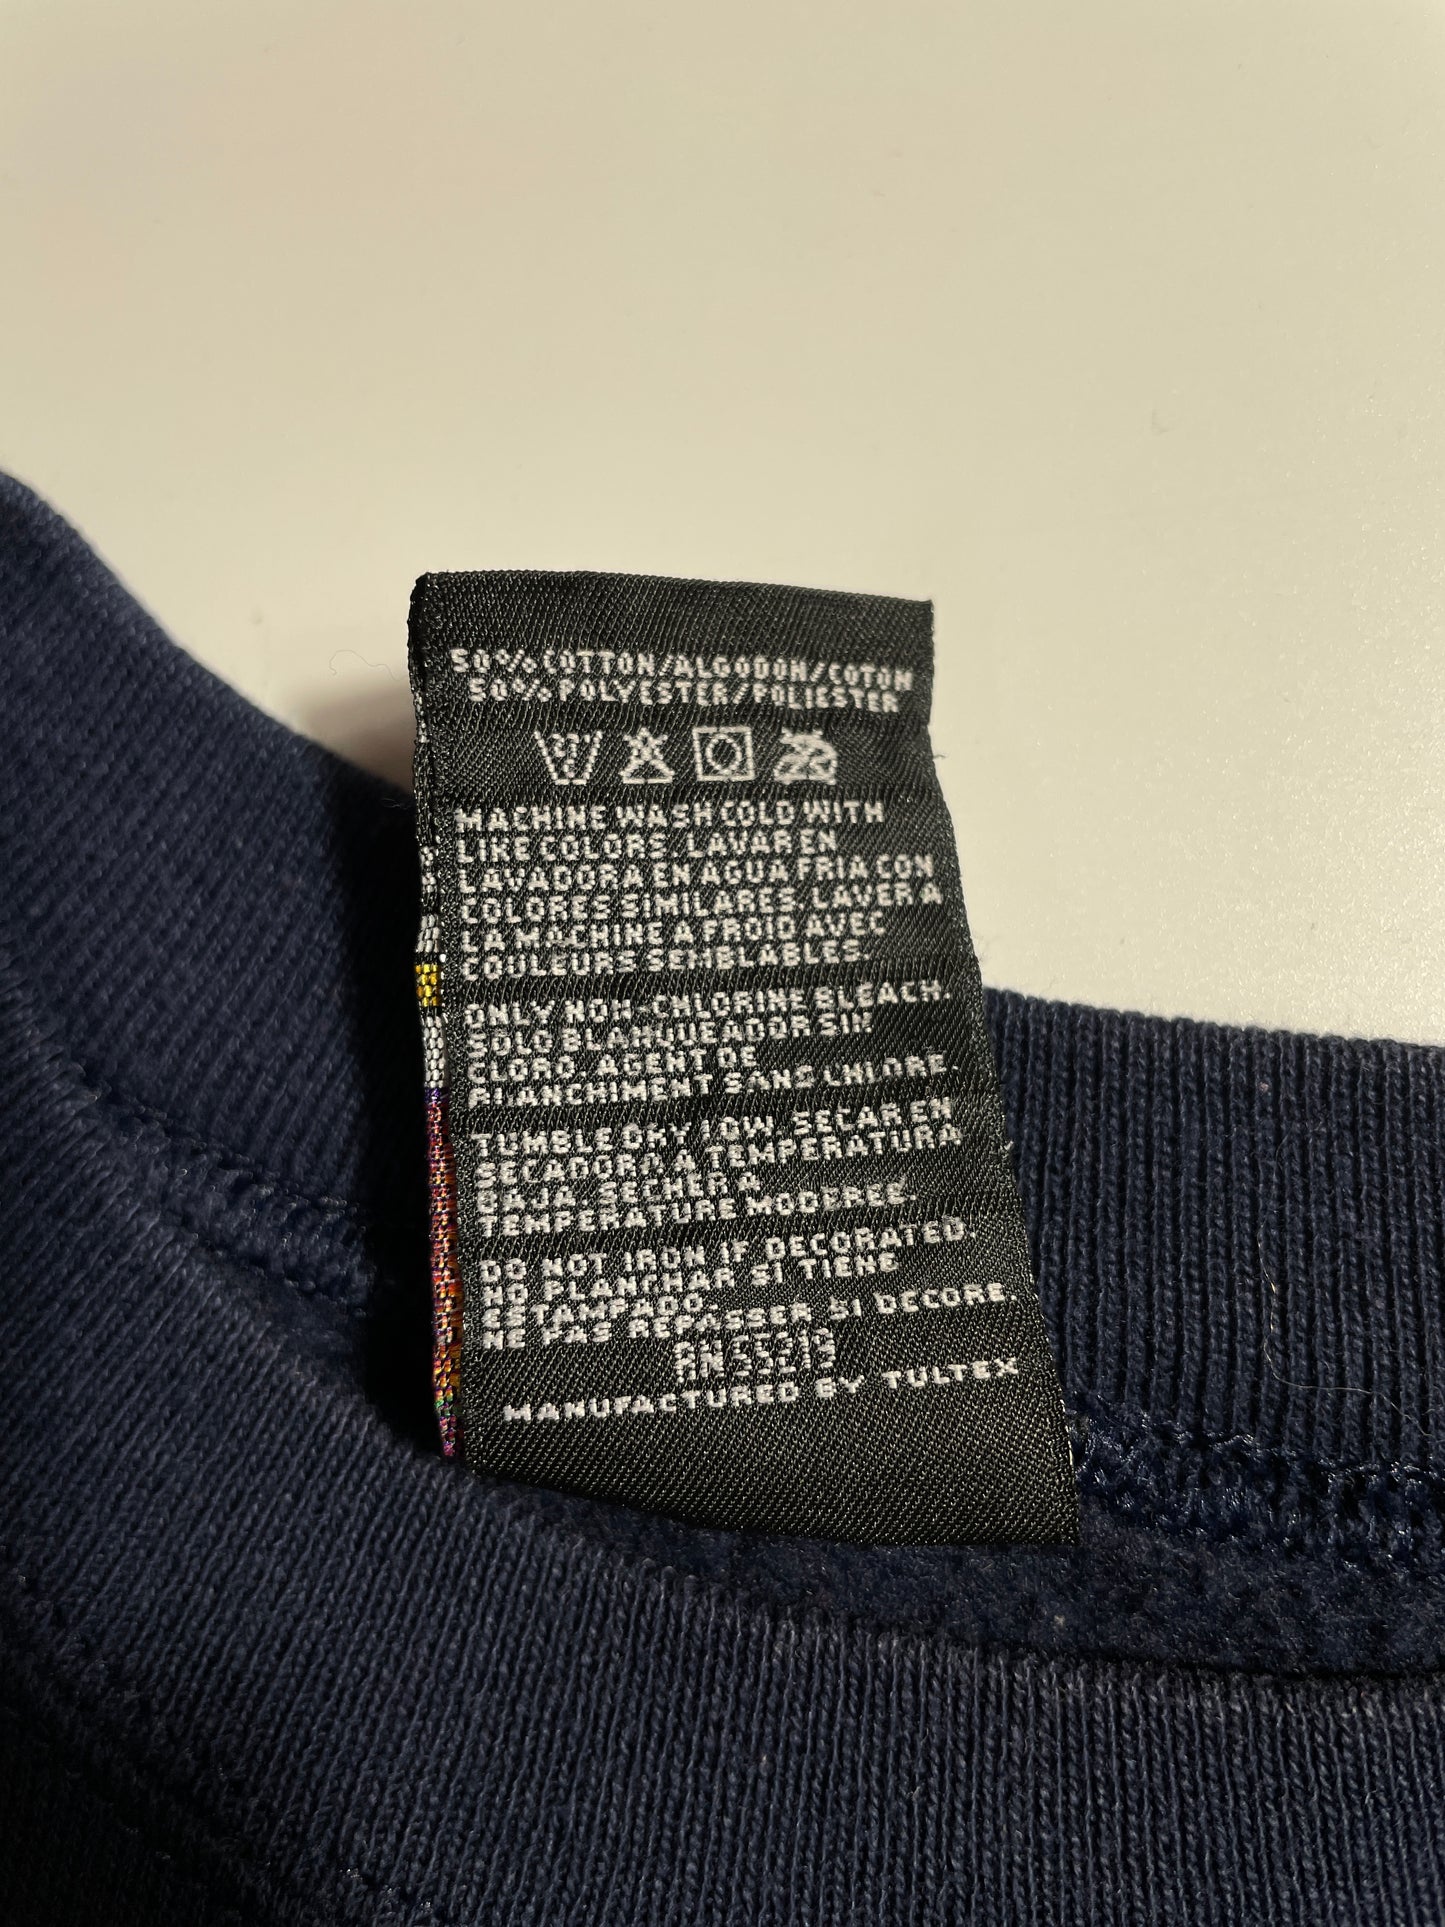 50% COTTON/ALGODON/COTON
50% POLYESTER/POLIESTER
MACHINE WASH COLD WITH
LIKE COLORS. LAVAR EN
LAVADORA EN AGUA FRIA CON
COLORES SIMILARES. LAVER A
LA MACHINE A FROID AVEC
COULEURS SEMBLABLES.
ONLY NON-CHLORINE BLEACH.
SOLO BLANQUEADOR SIN
CLORO. AGENT DE
BLANCHIMENT SANS CHLORE.
TUMBLE DRY LOW. SECAR EN
SECADORA A TEMPERATURA
BAJA. SECHER A
TEMPERATURE MODEREE.
DO NOT IRON IF DECORATED.
NO PLANCHAR SI TIENE
ESTAMPADO.
NE PAS REPASSER SI DECORE
RN
MANUFACTURED BY TULTEX